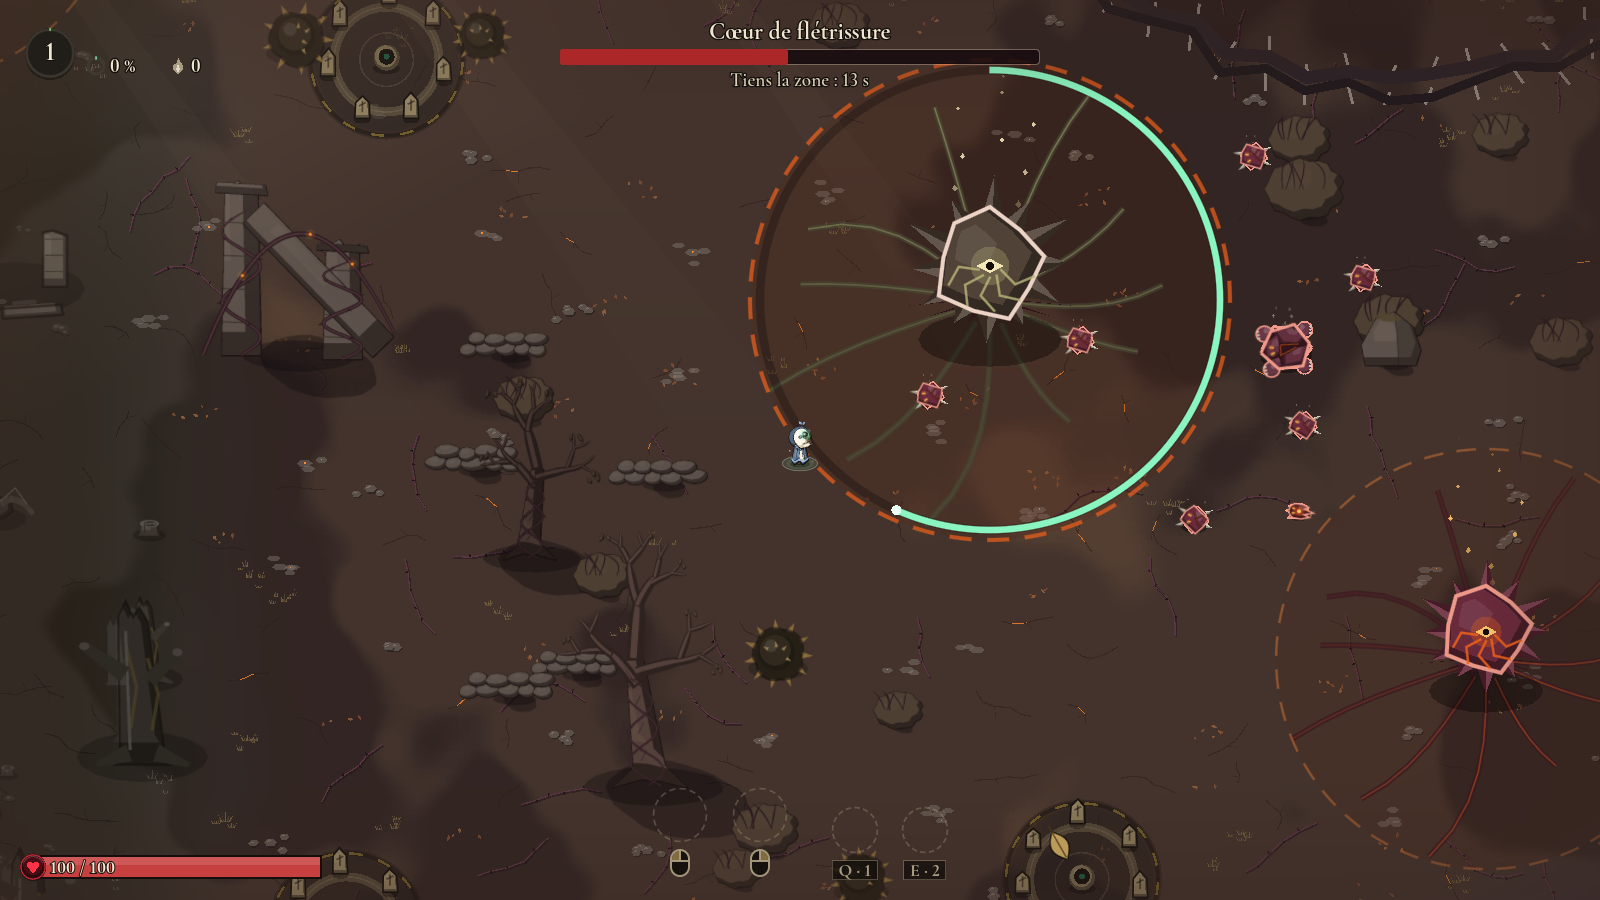 Cœur de flétrissure
1
0 %
0
Tiens la zone : 13 s
100 / 100
Q · 1
E · 2